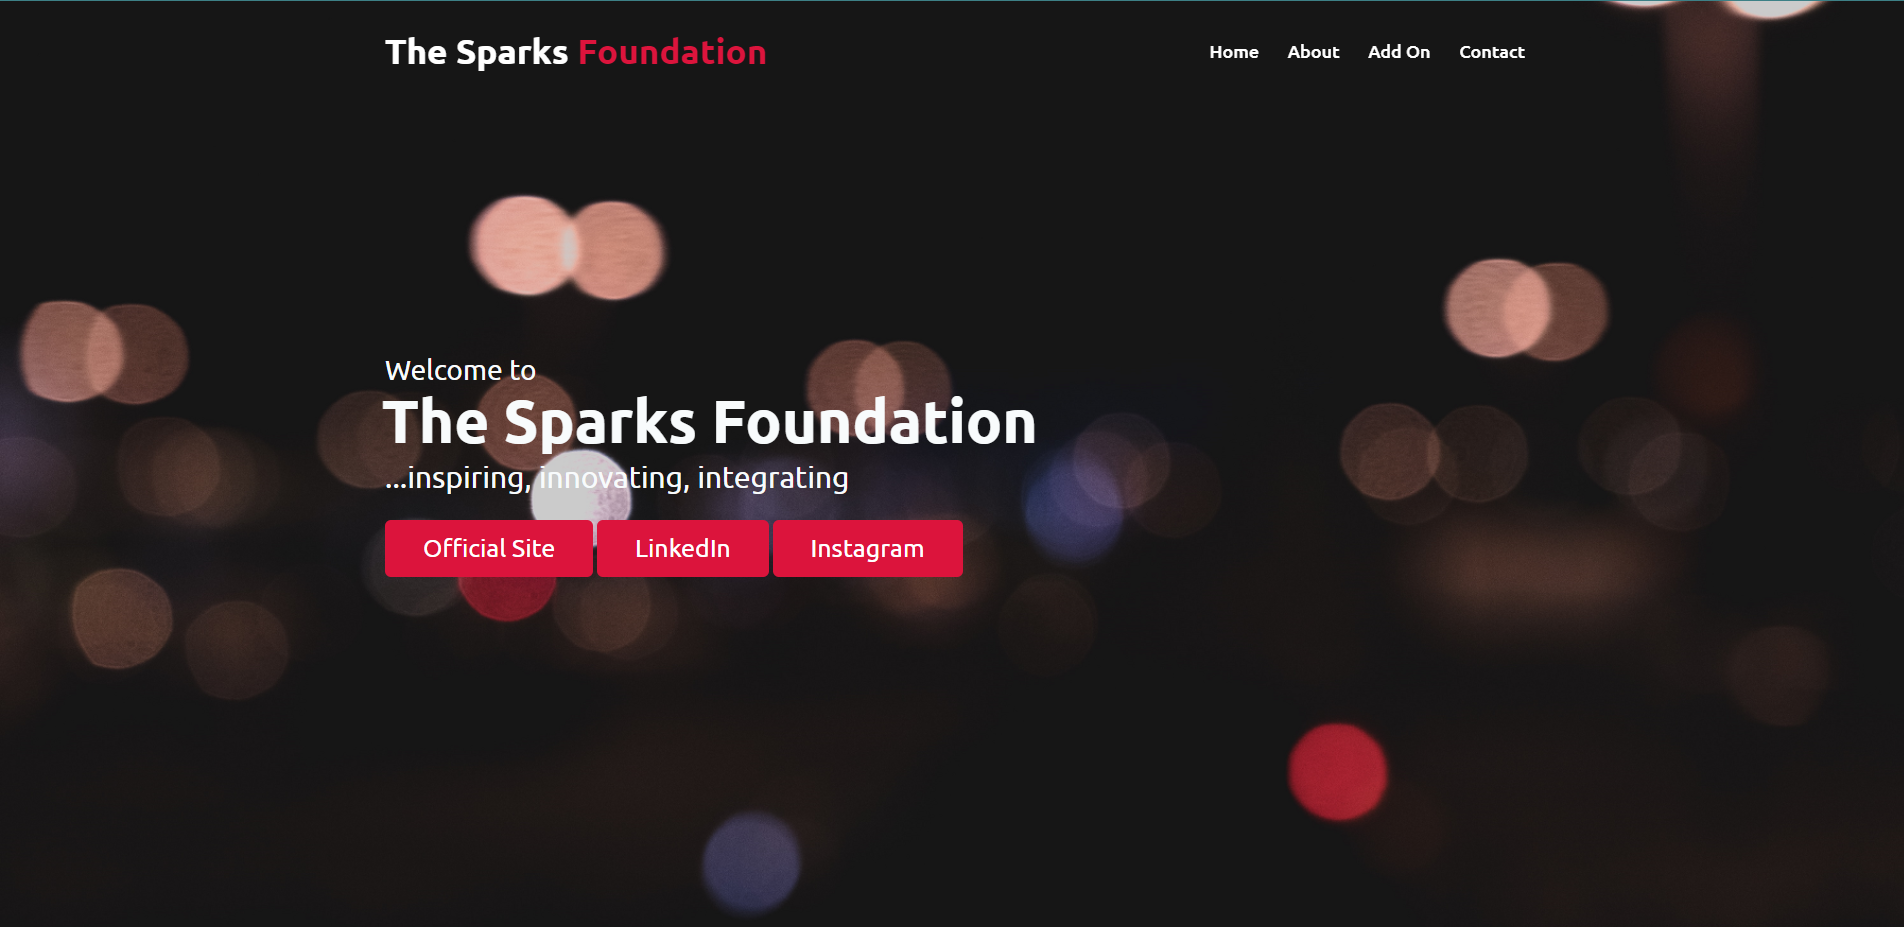 The Sparks Foundation
Home About Add On Contact
Welcome to
The Sparks Foundation
...inspiring, innovating, integrating
Official Site LinkedIn Instagram